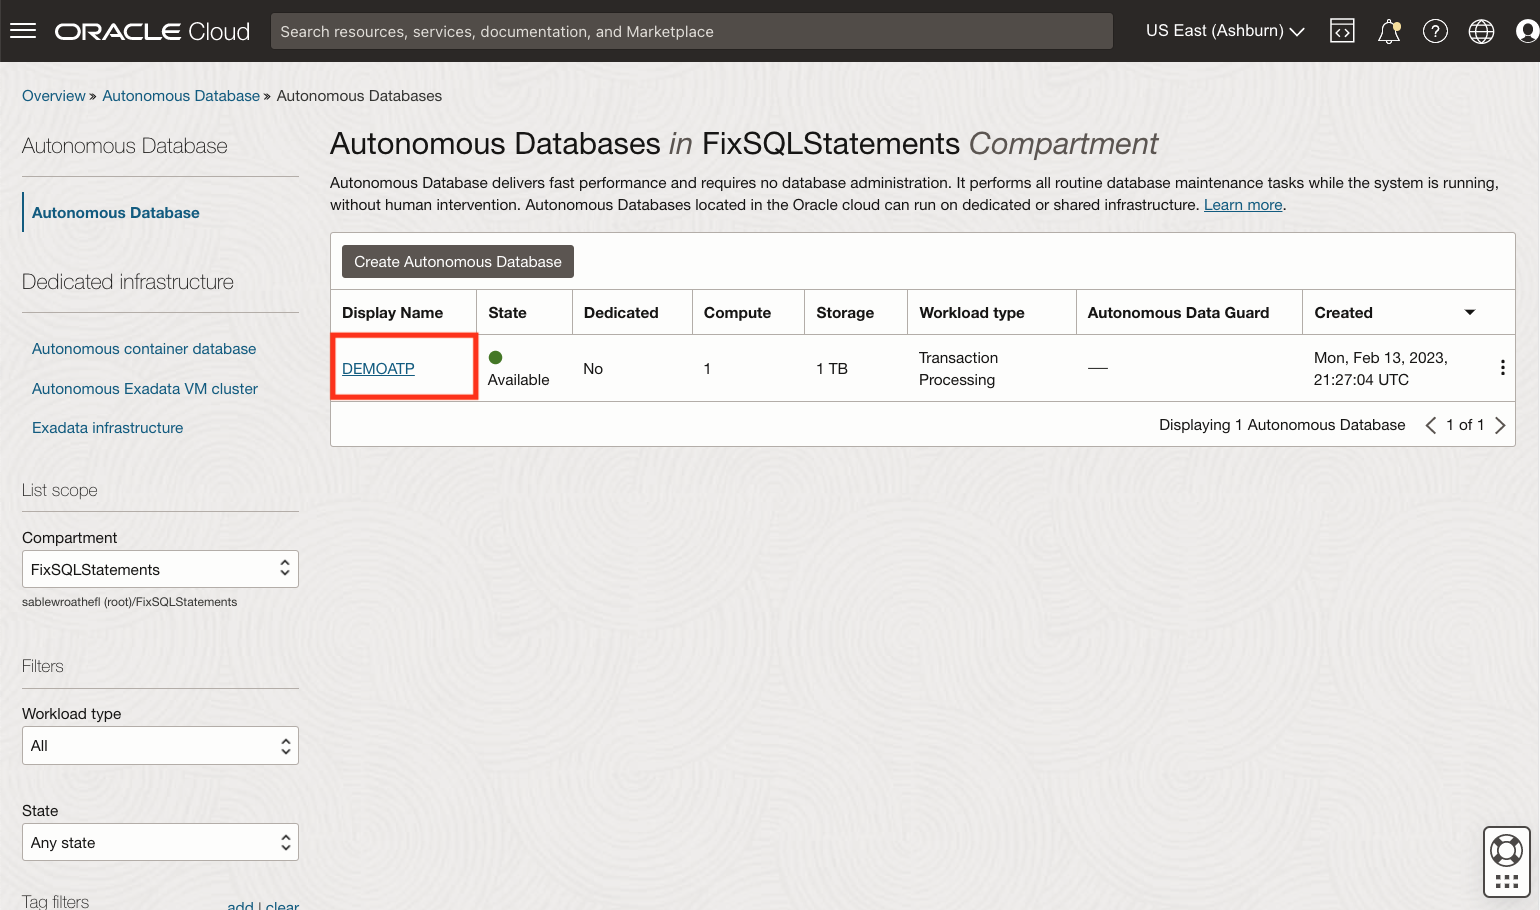 ORACLE Cloud
Search resources, services, documentation, and Marketplace
US East (Ashburn)
Overview » Autonomous Database » Autonomous Databases
Autonomous Database
Autonomous Database
Dedicated infrastructure
Autonomous container database
Autonomous Exadata VM cluster
Exadata infrastructure
List scope
Compartment
FixSQLStatements
sablewroathefl (root)/FixSQLStatements
Filters
Workload type
All
State
Any state
Tag filters
add | clear
Autonomous Databases in FixSQLStatements Compartment
Autonomous Database delivers fast performance and requires no database administration. It performs all routine database maintenance tasks while the system is running,
without human intervention. Autonomous Databases located in the Oracle cloud can run on dedicated or shared infrastructure. Learn more.
Create Autonomous Database
Display Name State Dedicated Compute Storage Workload type Autonomous Data Guard Created
DEMOATP
Available
No
1
1 TB
Transaction
Processing
—
Mon, Feb 13, 2023,
21:27:04 UTC
Displaying 1 Autonomous Database 1 of 1